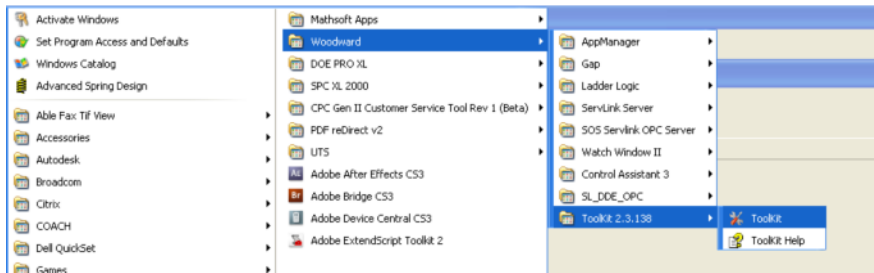 Activate Windows
Set Program Access and Defaults
Windows Catalog
Advanced Spring Design
Able Fax Tif View
Accessories
Autodesk
Broadcom
Citrix
COACH
Dell QuickSet
Games
Mathsoft Apps
Woodward
DOE PRO XL
SPC XL 2000
CPC Gen II Customer Service Tool Rev 1 (Beta)
PDF reDirect v2
UTS
Adobe After Effects CS3
Adobe Bridge CS3
Adobe Device Central CS3
Adobe ExtendScript Toolkit 2
AppManager
Gap
Ladder Logic
ServLink Server
SOS Servlink OPC Server
Watch Window II
Control Assistant 3
SL_DDE_OPC
ToolKit 2.3.138
ToolKit
ToolKit Help